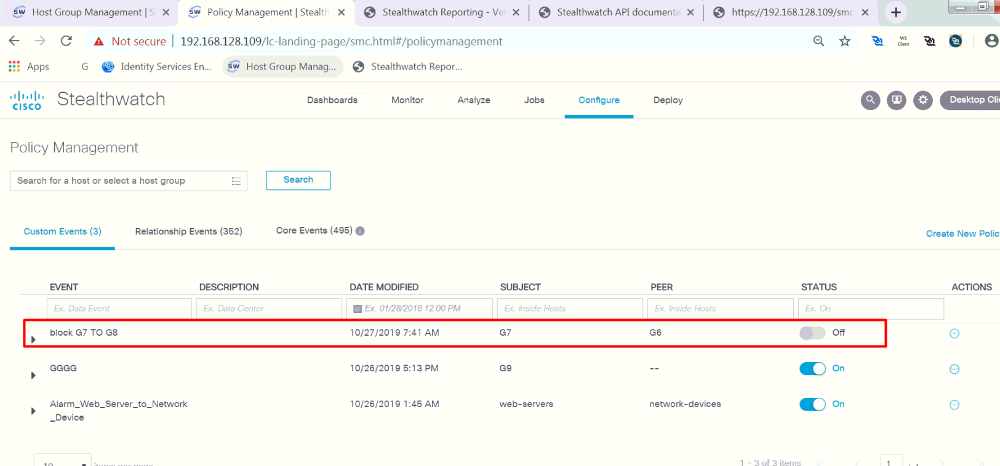 Host Group Management | S
Policy Management | Stealth
Stealthwatch Reporting - Ver
Stealthwatch API documenta
https://192.168.128.109/smc
Not secure | 192.168.128.109/lc-landing-page/smc.html#/policymanagement
WS Client
Apps G Identity Services En... Host Group Manag... Stealthwatch Repor...
CISCO Stealthwatch Dashboards Monitor Analyze Jobs Configure Deploy Desktop Clie
Policy Management
Search for a host or select a host group Search
Custom Events (3) Relationship Events (352) Core Events (495) Create New Polic
EVENT DESCRIPTION DATE MODIFIED SUBJECT PEER STATUS ACTIONS
Ex. Data Event Ex. Data Center Ex. 01/28/2018 12:00 PM Ex. Inside Hosts Ex. Inside Hosts Ex. On
block G7 TO G8 10/27/2019 7:41 AM G7 G6 Off
GGGG 10/26/2019 5:13 PM G9 -- On
Alarm_Web_Server_to_Network 10/26/2019 1:45 AM web-servers network-devices On
_Device
10 items per page 1 - 3 of 3 items 1 / 1